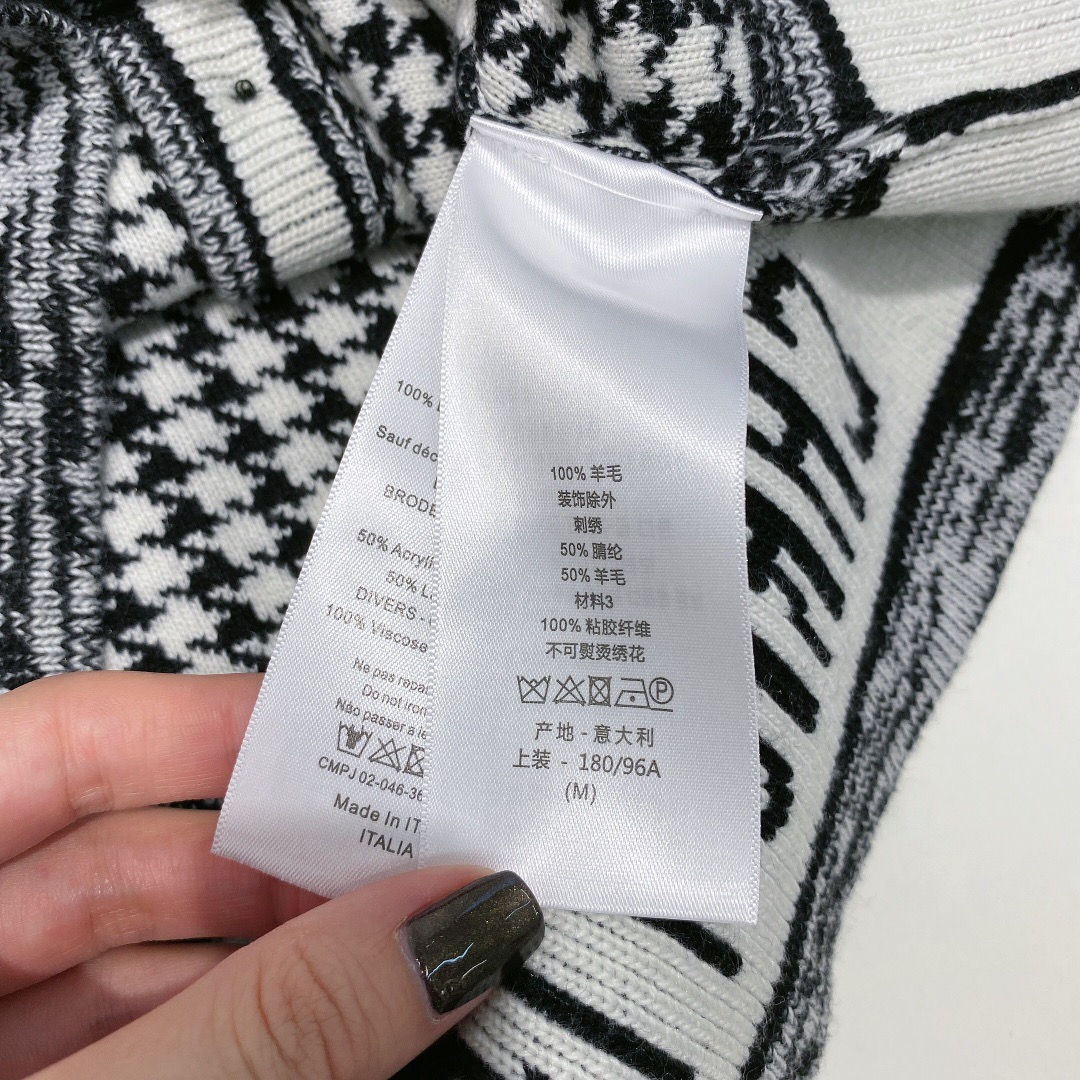 100%
Sauf déc
BRODE
50% Acryli
50% L
DIVERS -
100% Viscose
Ne pas repa
Do not iron
Não passer a
CMPJ 02-046-36
Made In IT
ITALIA
100% 羊毛
装饰除外
刺绣
50% 腈纶
50% 羊毛
材料3
100% 粘胶纤维
不可熨烫绣花
产地 - 意大利
上装 - 180/96A
(M)